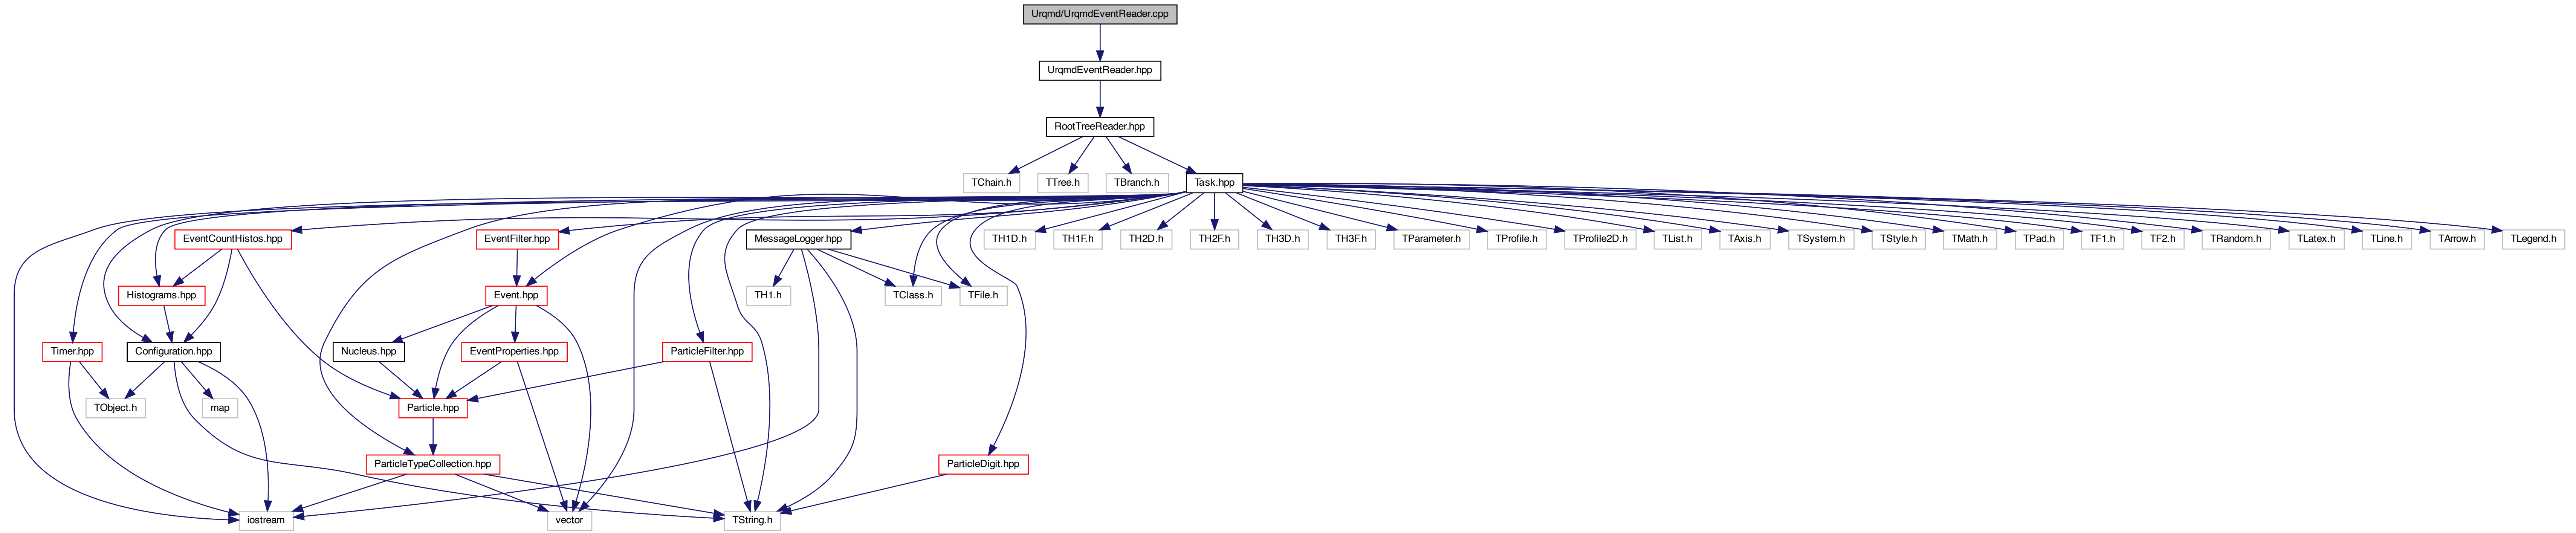 Urqmd/UrqmdEventReader.cpp
UrqmdEventReader.hpp
RootTreeReader.hpp
TChain.h
TTree.h
TBranch.h
Task.hpp
EventCountHistos.hpp
EventFilter.hpp
MessageLogger.hpp
TH1D.h
TH1F.h
TH2D.h
TH2F.h
TH3D.h
TH3F.h
TParameter.h
TProfile.h
TProfile2D.h
TList.h
TAxis.h
TSystem.h
TStyle.h
TMath.h
TPad.h
TF1.h
TF2.h
TRandom.h
TLatex.h
TLine.h
TArrow.h
TLegend.h
Histograms.hpp
Event.hpp
TH1.h
TClass.h
TFile.h
Timer.hpp
Configuration.hpp
Nucleus.hpp
EventProperties.hpp
ParticleFilter.hpp
TObject.h
map
Particle.hpp
ParticleTypeCollection.hpp
ParticleDigit.hpp
iostream
vector
TString.h